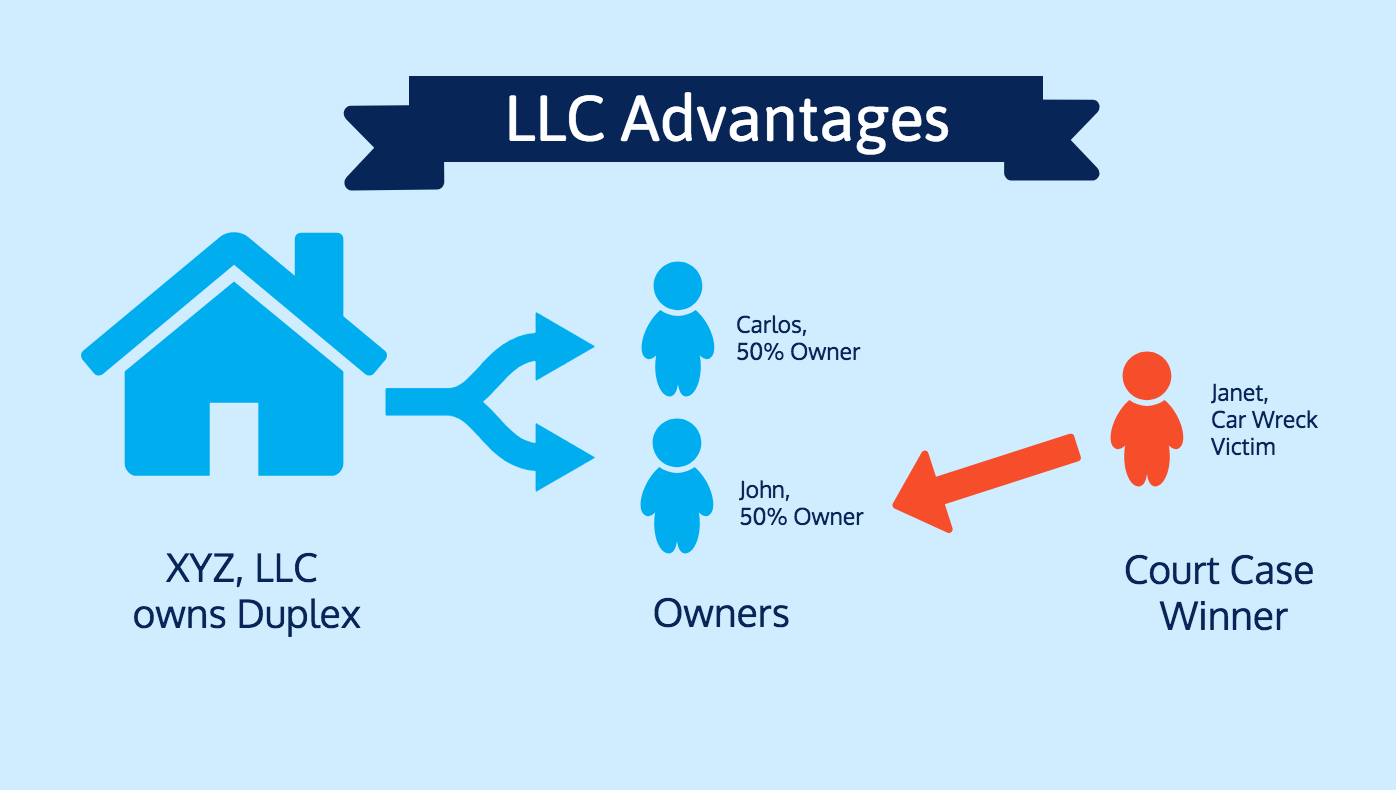 LLC Advantages
Carlos,
50% Owner
Janet,
Car Wreck
Victim
John,
50% Owner
XYZ, LLC
owns Duplex
Owners
Court Case
Winner